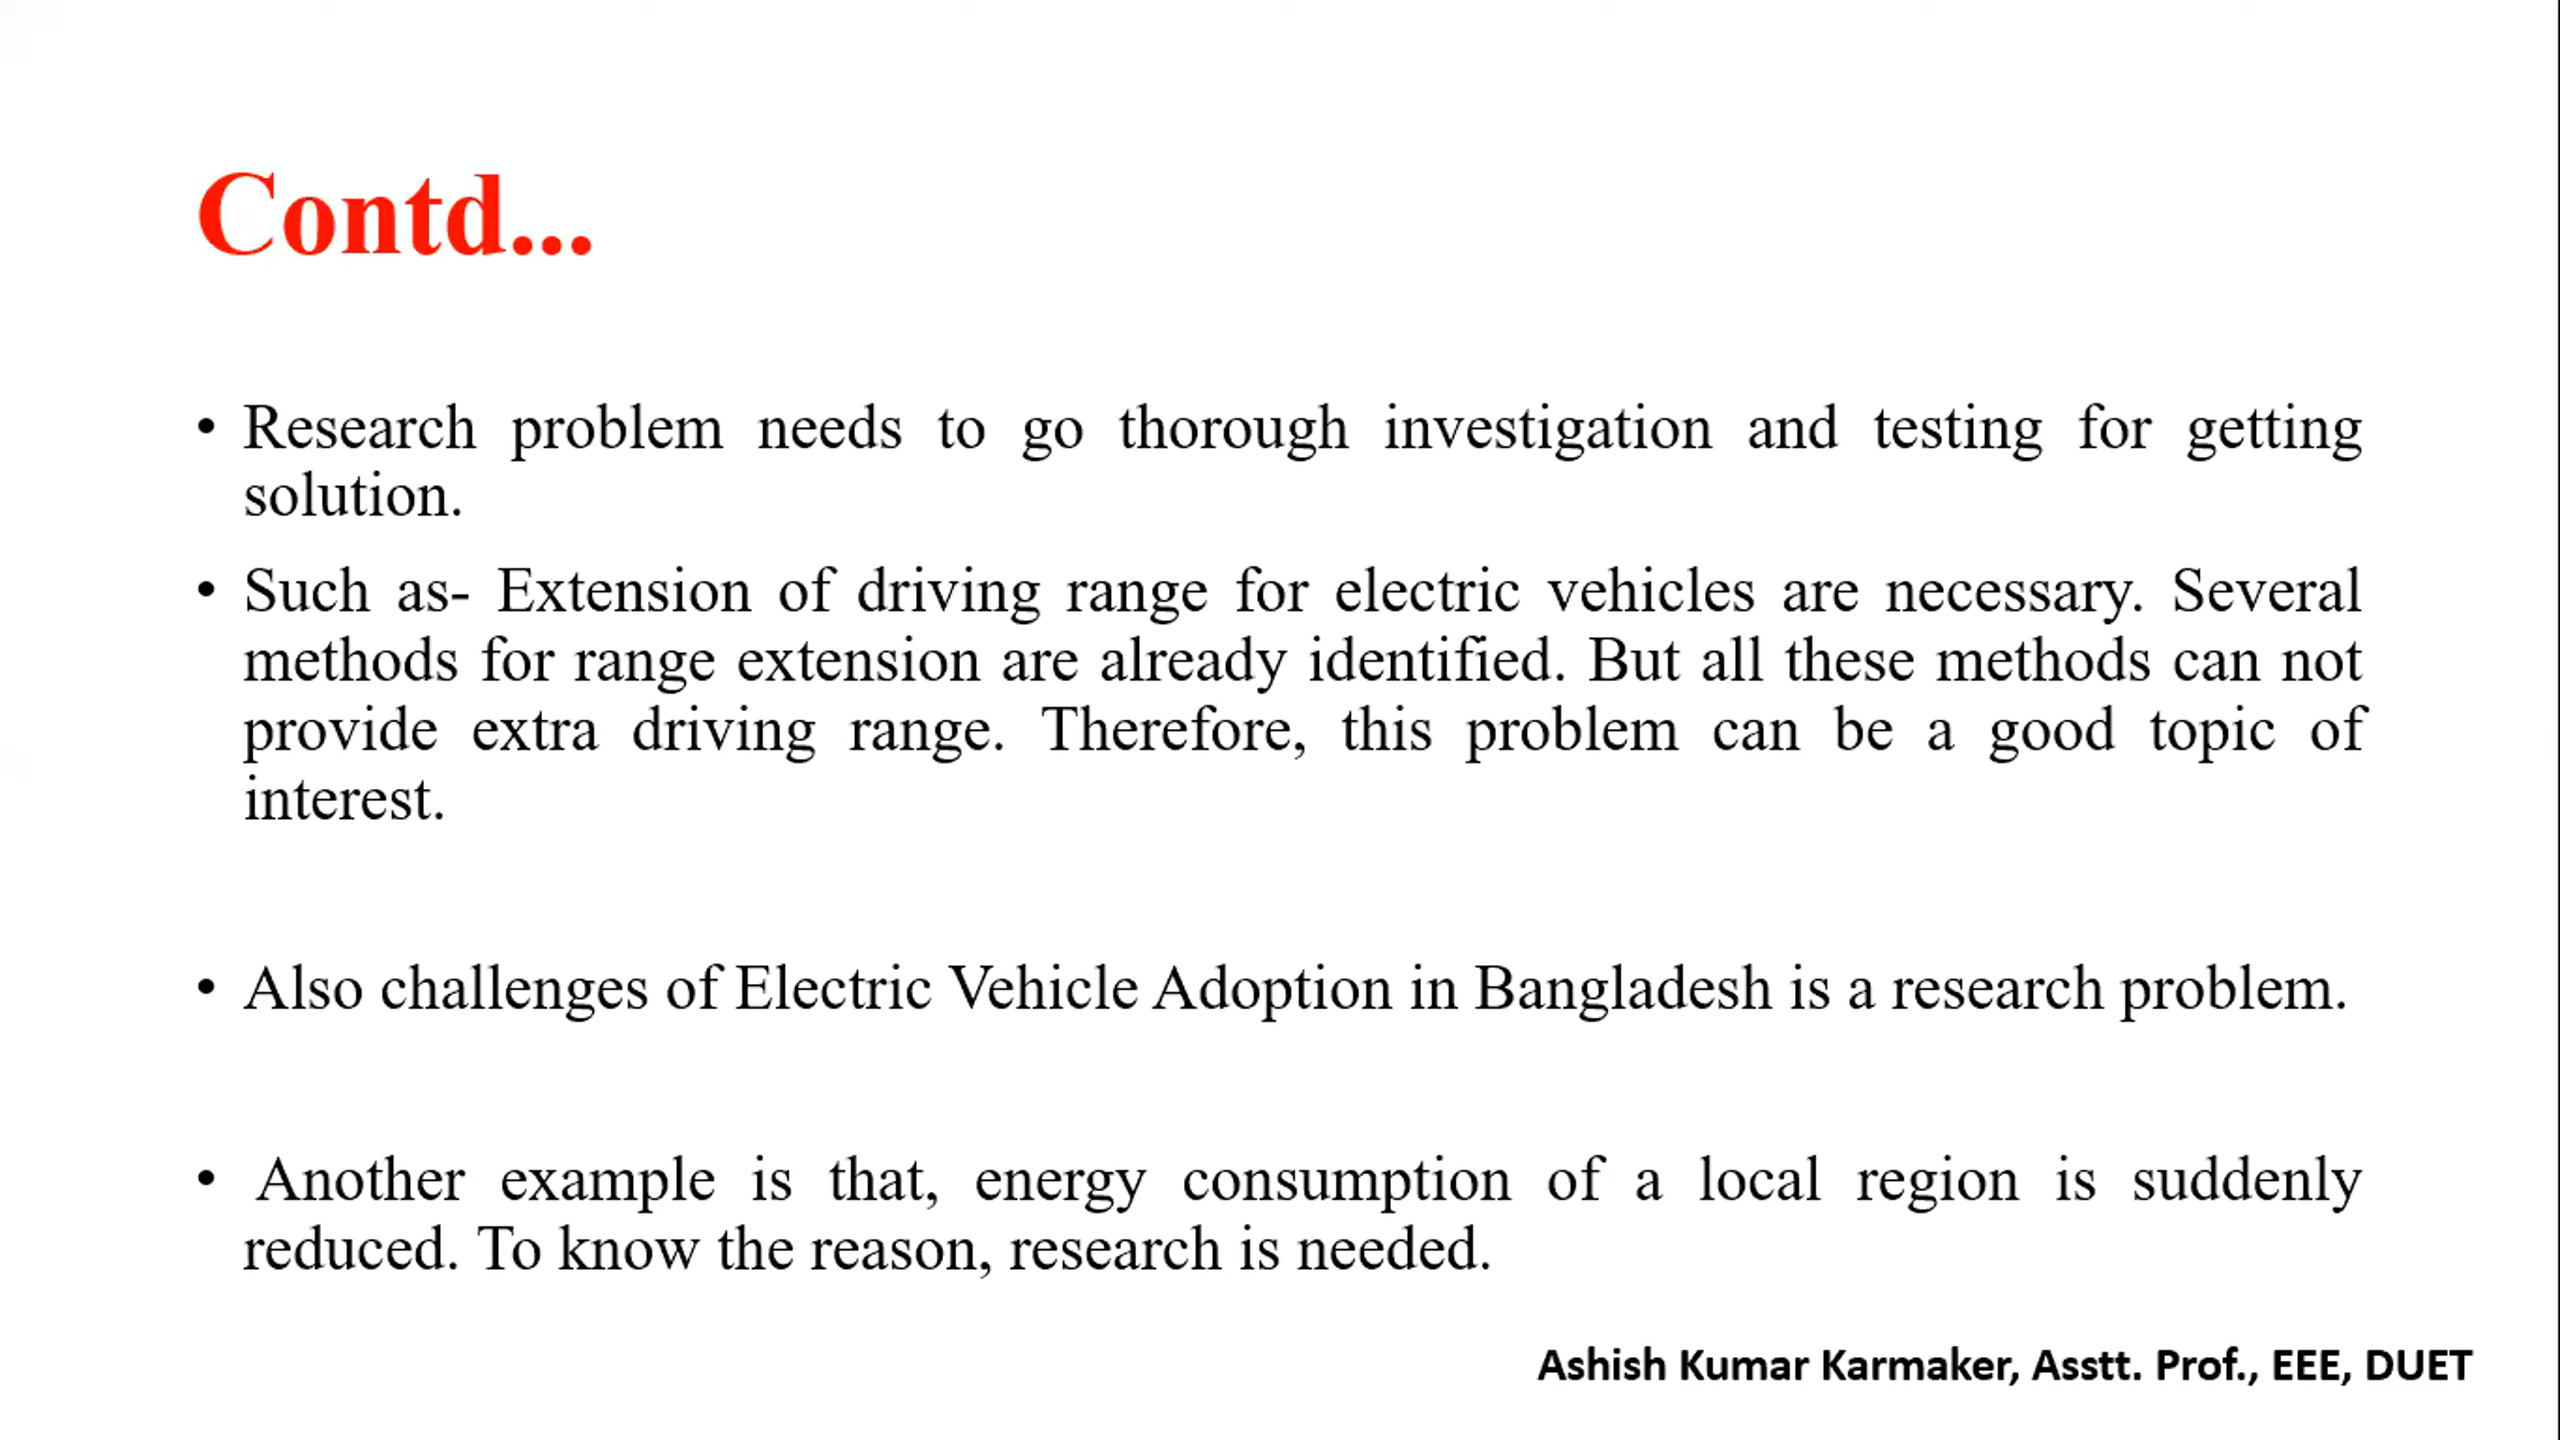 Contd...
• Research problem needs to go thorough investigation and testing for getting
solution.
• Such as- Extension of driving range for electric vehicles are necessary. Several
methods for range extension are already identified. But all these methods can not
provide extra driving range. Therefore, this problem can be a good topic of
interest.
• Also challenges of Electric Vehicle Adoption in Bangladesh is a research problem.
• Another example is that, energy consumption of a local region is suddenly
reduced. To know the reason, research is needed.
Ashish Kumar Karmaker, Asstt. Prof., EEE, DUET